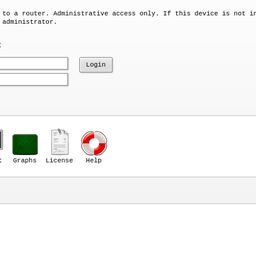 to a router. Administrative access only. If this device is not in
administrator.
:
Login
Graphs
License
Help